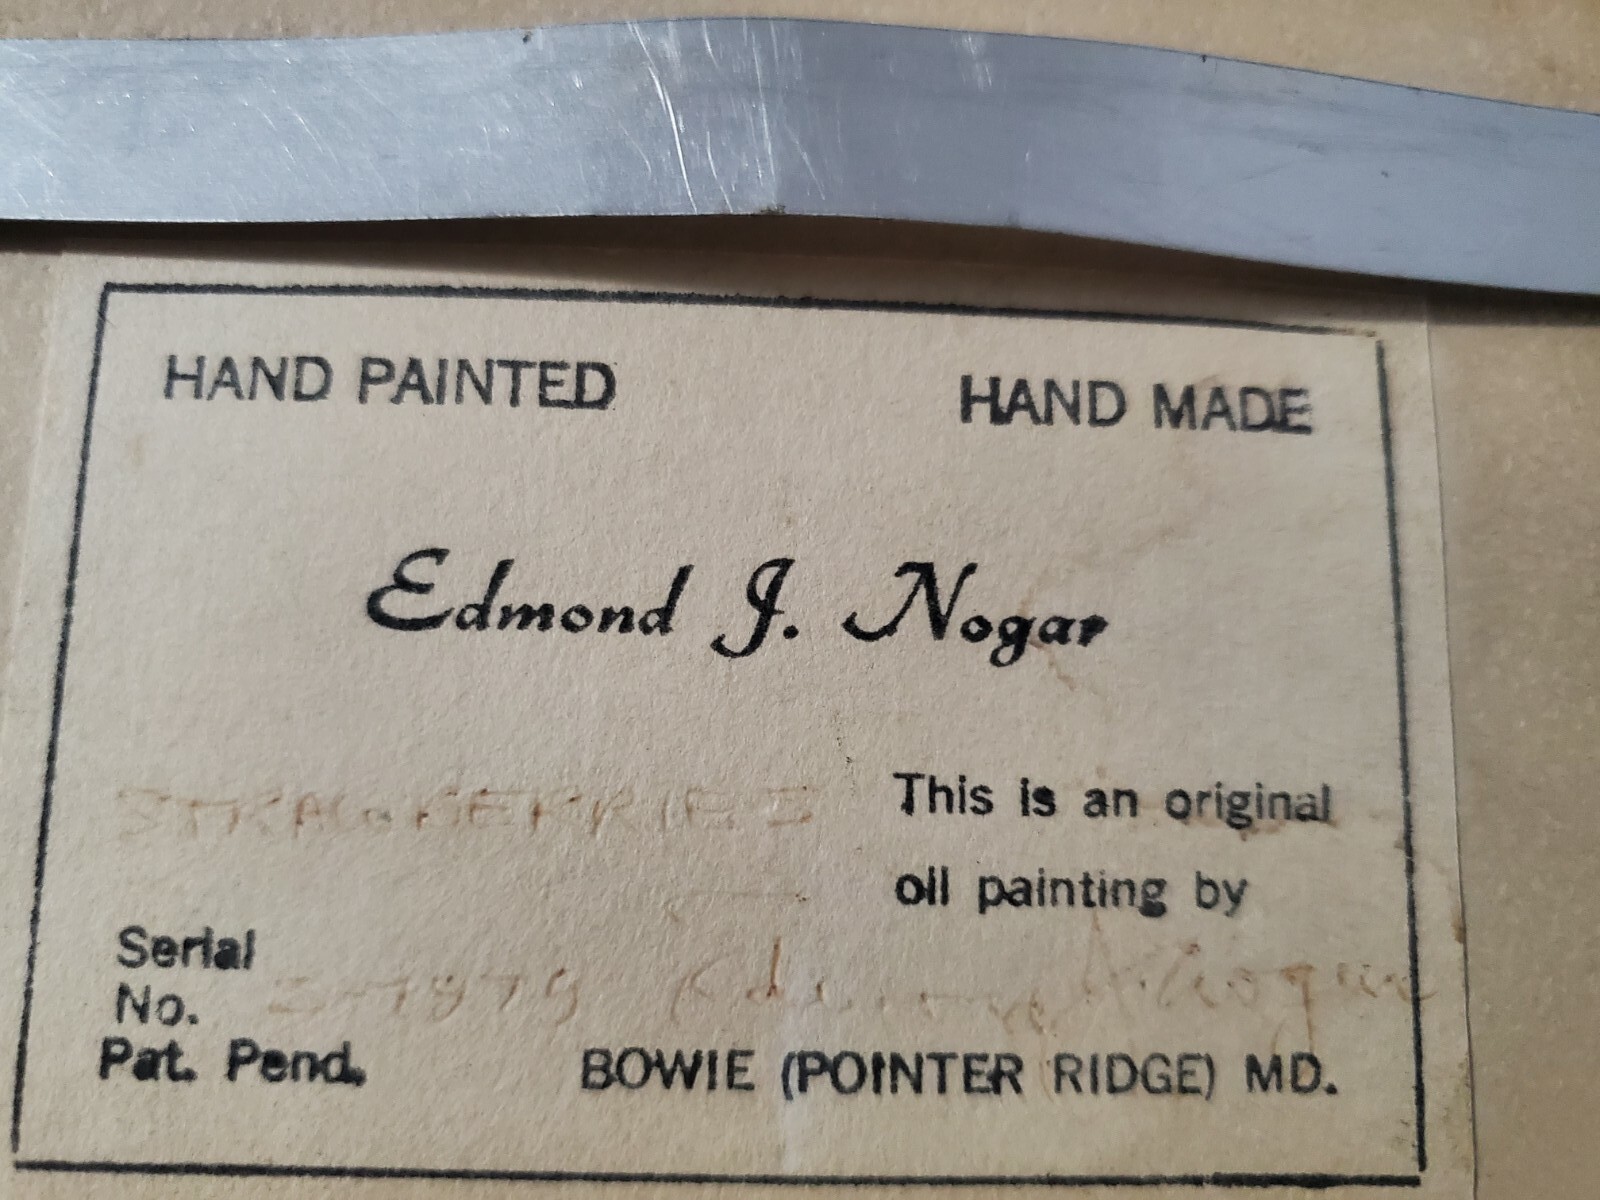 HAND PAINTED HAND MADE
Edmond J. Nogar
STRAWBERRIES
This is an original
oil painting by
Serial
No.
Pat. Pend. BOWIE (POINTER RIDGE) MD.